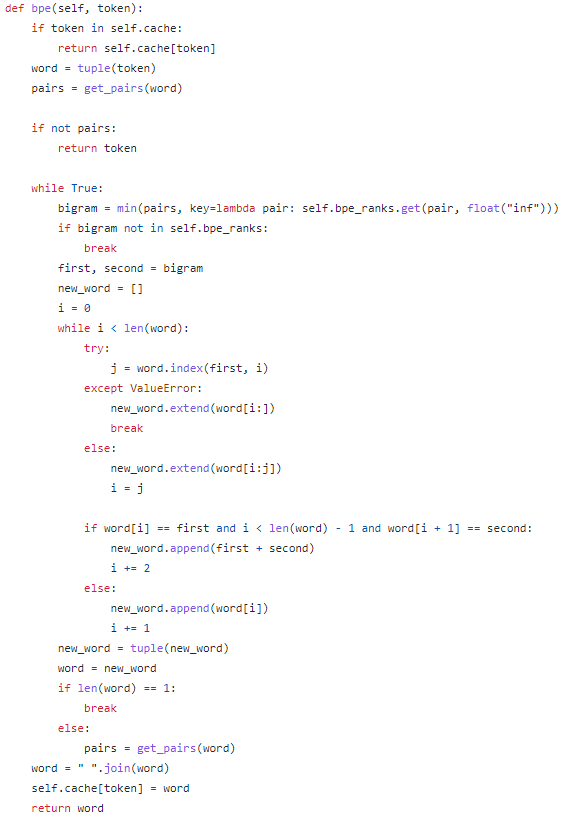 def bpe(self, token):
    if token in self.cache:
        return self.cache[token]
    word = tuple(token)
    pairs = get_pairs(word)

    if not pairs:
        return token

    while True:
        bigram = min(pairs, key=lambda pair: self.bpe_ranks.get(pair, float("inf")))
        if bigram not in self.bpe_ranks:
            break
        first, second = bigram
        new_word = []
        i = 0
        while i < len(word):
            try:
                j = word.index(first, i)
            except ValueError:
                new_word.extend(word[i:])
                break
            else:
                new_word.extend(word[i:j])
                i = j

            if word[i] == first and i < len(word) - 1 and word[i + 1] == second:
                new_word.append(first + second)
                i += 2
            else:
                new_word.append(word[i])
                i += 1
        new_word = tuple(new_word)
        word = new_word
        if len(word) == 1:
            break
        else:
            pairs = get_pairs(word)
    word = " ".join(word)
    self.cache[token] = word
    return word